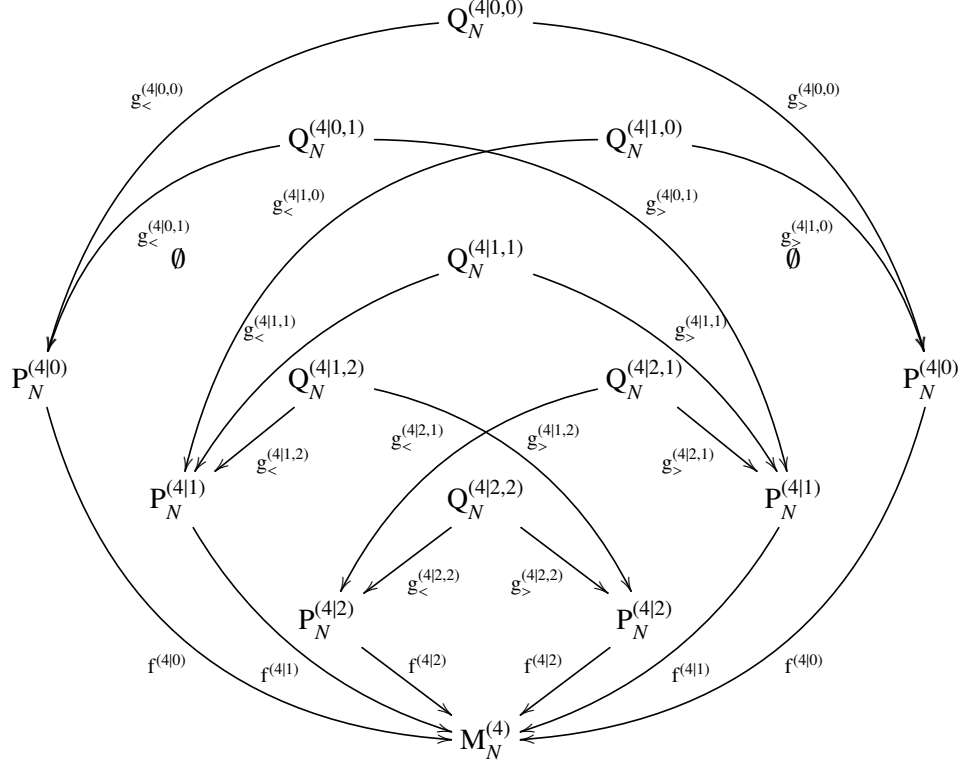 Q_N^{(4|0,0)}
g_<^{(4|0,0)} g_>^{(4|0,0)}
Q_N^{(4|0,1)} Q_N^{(4|1,0)}
g_<^{(4|1,0)} g_>^{(4|0,1)}
g_<^{(4|0,1)} g_>^{(4|1,0)}
∅ Q_N^{(4|1,1)} ∅
g_<^{(4|1,1)} g_>^{(4|1,1)}
P_N^{(4|0)} Q_N^{(4|1,2)} Q_N^{(4|2,1)} P_N^{(4|0)}
g_<^{(4|2,1)} g_>^{(4|1,2)}
g_<^{(4|1,2)} g_>^{(4|2,1)}
P_N^{(4|1)} Q_N^{(4|2,2)} P_N^{(4|1)}
g_<^{(4|2,2)} g_>^{(4|2,2)}
P_N^{(4|2)} P_N^{(4|2)}
f^{(4|0)} f^{(4|1)} f^{(4|2)} f^{(4|2)} f^{(4|1)} f^{(4|0)}
M_N^{(4)}